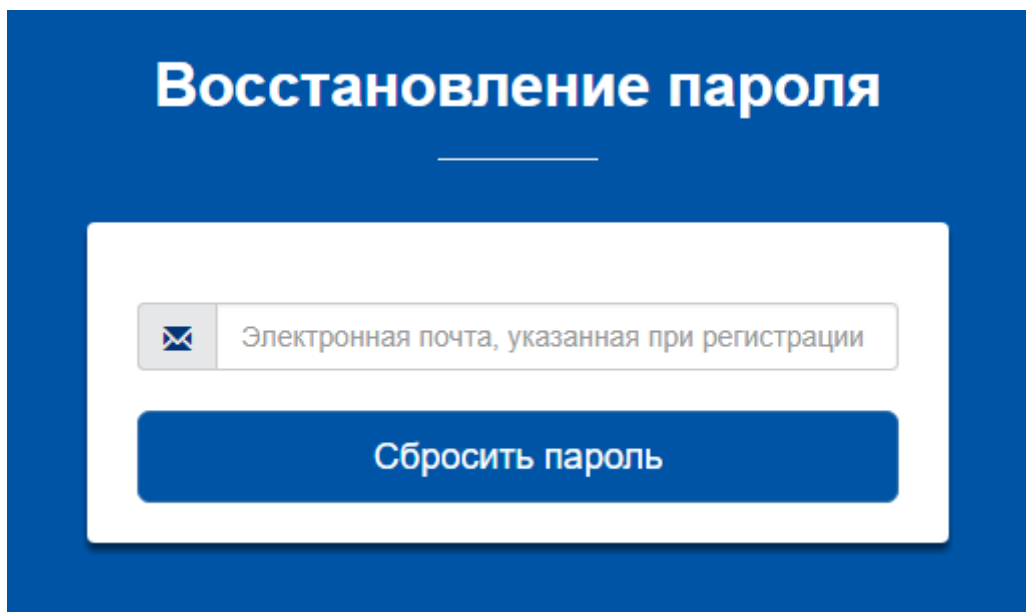 Восстановление пароля
Электронная почта, указанная при регистрации
Сбросить пароль